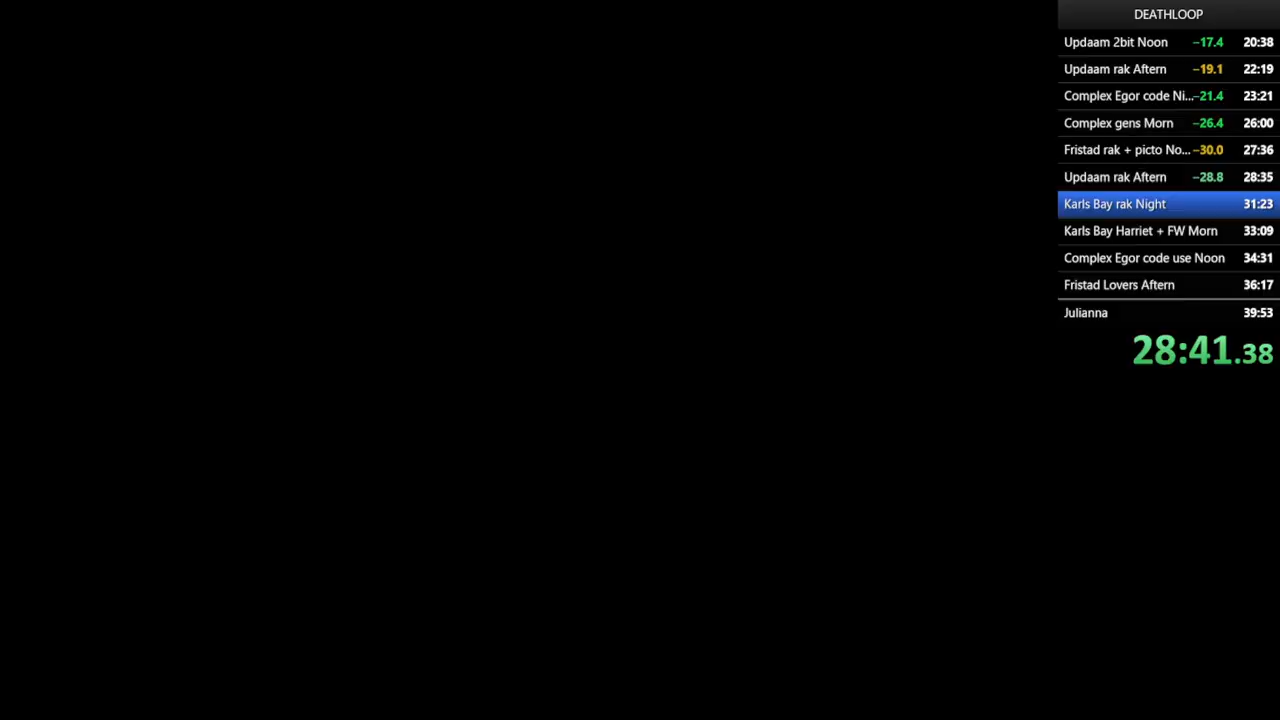 DEATHLOOP
Updaam 2bit Noon −17.4 20:38
Updaam rak Aftern −19.1 22:19
Complex Egor code Ni... −21.4 23:21
Complex gens Morn −26.4 26:00
Fristad rak + picto No... −30.0 27:36
Updaam rak Aftern −28.8 28:35
Karls Bay rak Night 31:23
Karls Bay Harriet + FW Morn 33:09
Complex Egor code use Noon 34:31
Fristad Lovers Aftern 36:17
Julianna 39:53
28:41.38